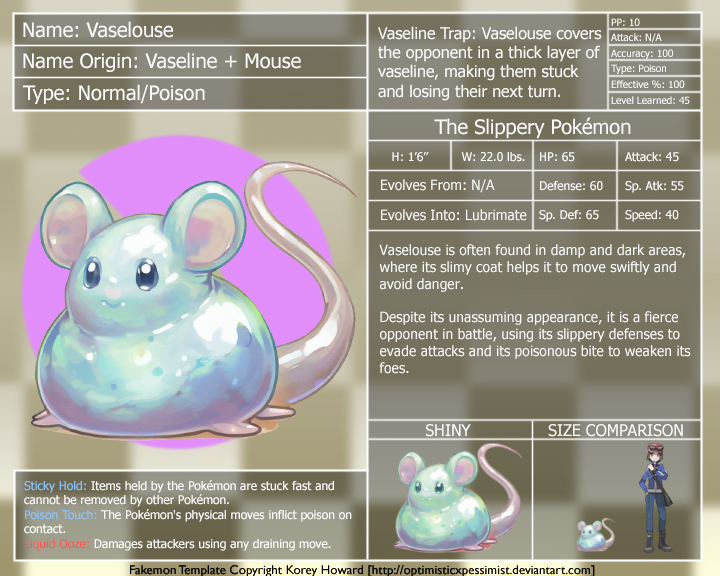 Name: Vaselouse
Name Origin: Vaseline + Mouse
Type: Normal/Poison
Vaseline Trap: Vaselouse covers
the opponent in a thick layer of
vaseline, making them stuck
and losing their next turn.
PP: 10
Attack: N/A
Accuracy: 100
Type: Poison
Effective %: 100
Level Learned: 45
The Slippery Pokémon
H: 1'6”
W: 22.0 lbs.
HP: 65
Attack: 45
Evolves From: N/A
Defense: 60
Sp. Atk: 55
Evolves Into: Lubrimate
Sp. Def: 65
Speed: 40
Vaselouse is often found in damp and dark areas,
where its slimy coat helps it to move swiftly and
avoid danger.
Despite its unassuming appearance, it is a fierce
opponent in battle, using its slippery defenses to
evade attacks and its poisonous bite to weaken its
foes.
SHINY
SIZE COMPARISON
Sticky Hold: Items held by the Pokémon are stuck fast and
cannot be removed by other Pokémon.
Poison Touch: The Pokémon's physical moves inflict poison on
contact.
Liquid Ooze: Damages attackers using any draining move.
Fakemon Template Copyright Korey Howard [http://optimisticxpessimist.deviantart.com]